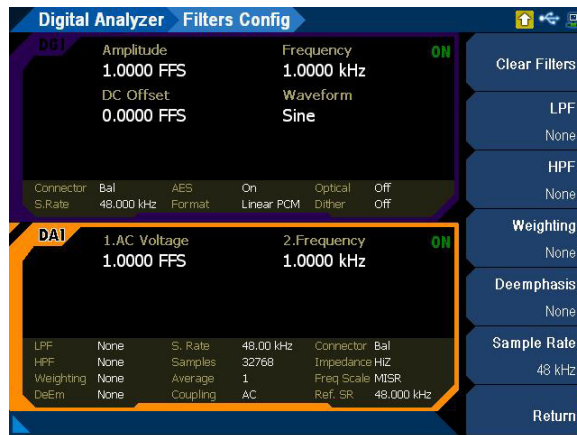 Digital Analyzer Filters Config
DGI
Amplitude Frequency ON
1.0000 FFS 1.0000 kHz
DC Offset Waveform
0.0000 FFS Sine
Connector Bal AES On Optical Off
S.Rate 48.000 kHz Format Linear PCM Dither Off
DAI
1.AC Voltage 2.Frequency ON
1.0000 FFS 1.0000 kHz
LPF None S. Rate 48.00 kHz Connector Bal
HPF None Samples 32768 Impedance HiZ
Weighting None Average 1 Freq Scale MISR
DeEm None Coupling AC Ref. SR 48.000 kHz
Clear Filters
LPF
None
HPF
None
Weighting
None
Deemphasis
None
Sample Rate
48 kHz
Return